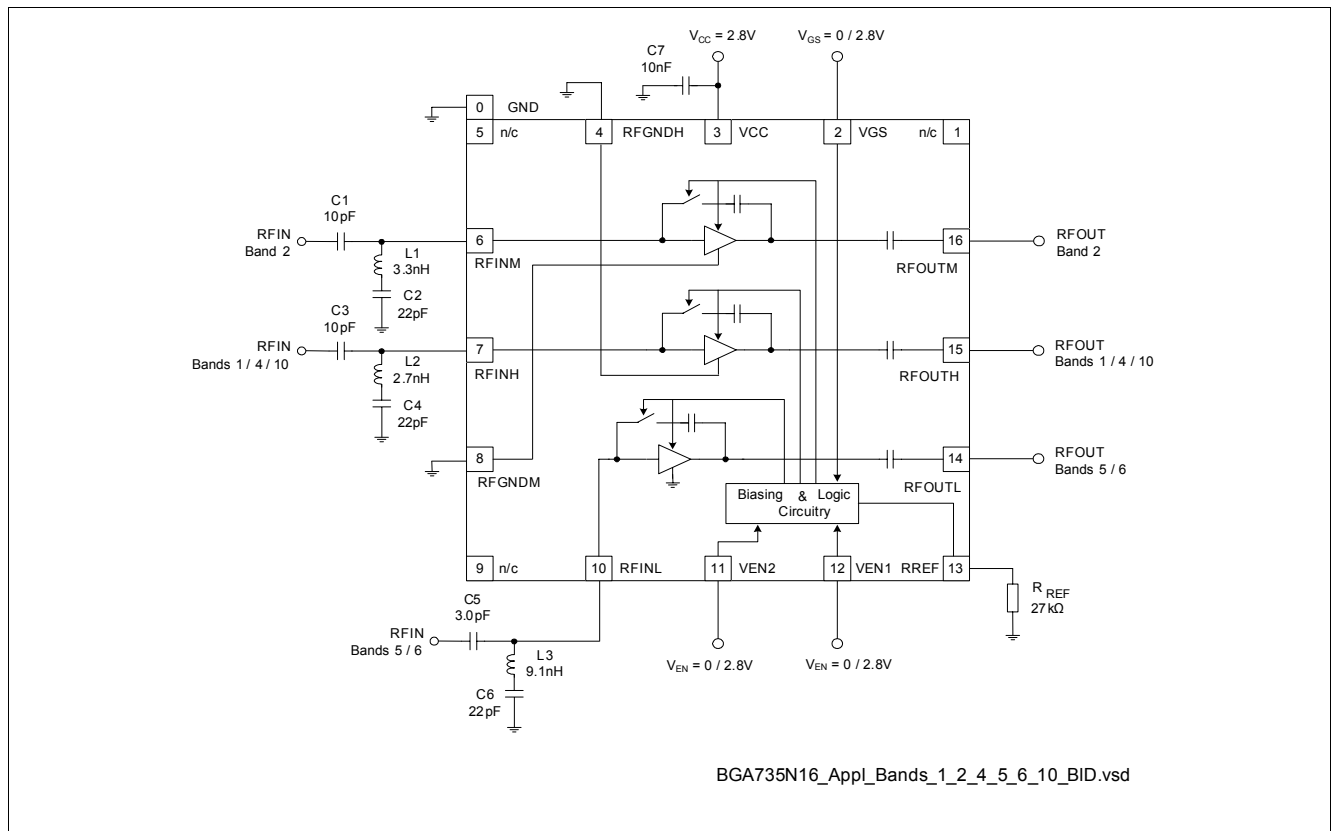 VCC = 2.8V
VGS = 0 / 2.8V
C7
10nF
0 GND
5 n/c
4 RFGNDH
3 VCC
2 VGS
n/c 1
C1
10pF
RFIN
Band 2
6
RFINM
L1
3.3nH
C2
22pF
16
RFOUTM
RFOUT
Band 2
C3
10pF
RFIN
Bands 1 / 4 / 10
7
RFINH
L2
2.7nH
C4
22pF
15
RFOUTH
RFOUT
Bands 1 / 4 / 10
8
RFGNDM
14
RFOUTL
RFOUT
Bands 5 / 6
Biasing & Logic
Circuitry
9 n/c
10 RFINL
11 VEN2
12 VEN1
RREF 13
RREF
27kΩ
C5
3.0pF
RFIN
Bands 5 / 6
L3
9.1nH
C6
22pF
VEN = 0 / 2.8V
VEN = 0 / 2.8V
BGA735N16_Appl_Bands_1_2_4_5_6_10_BID.vsd